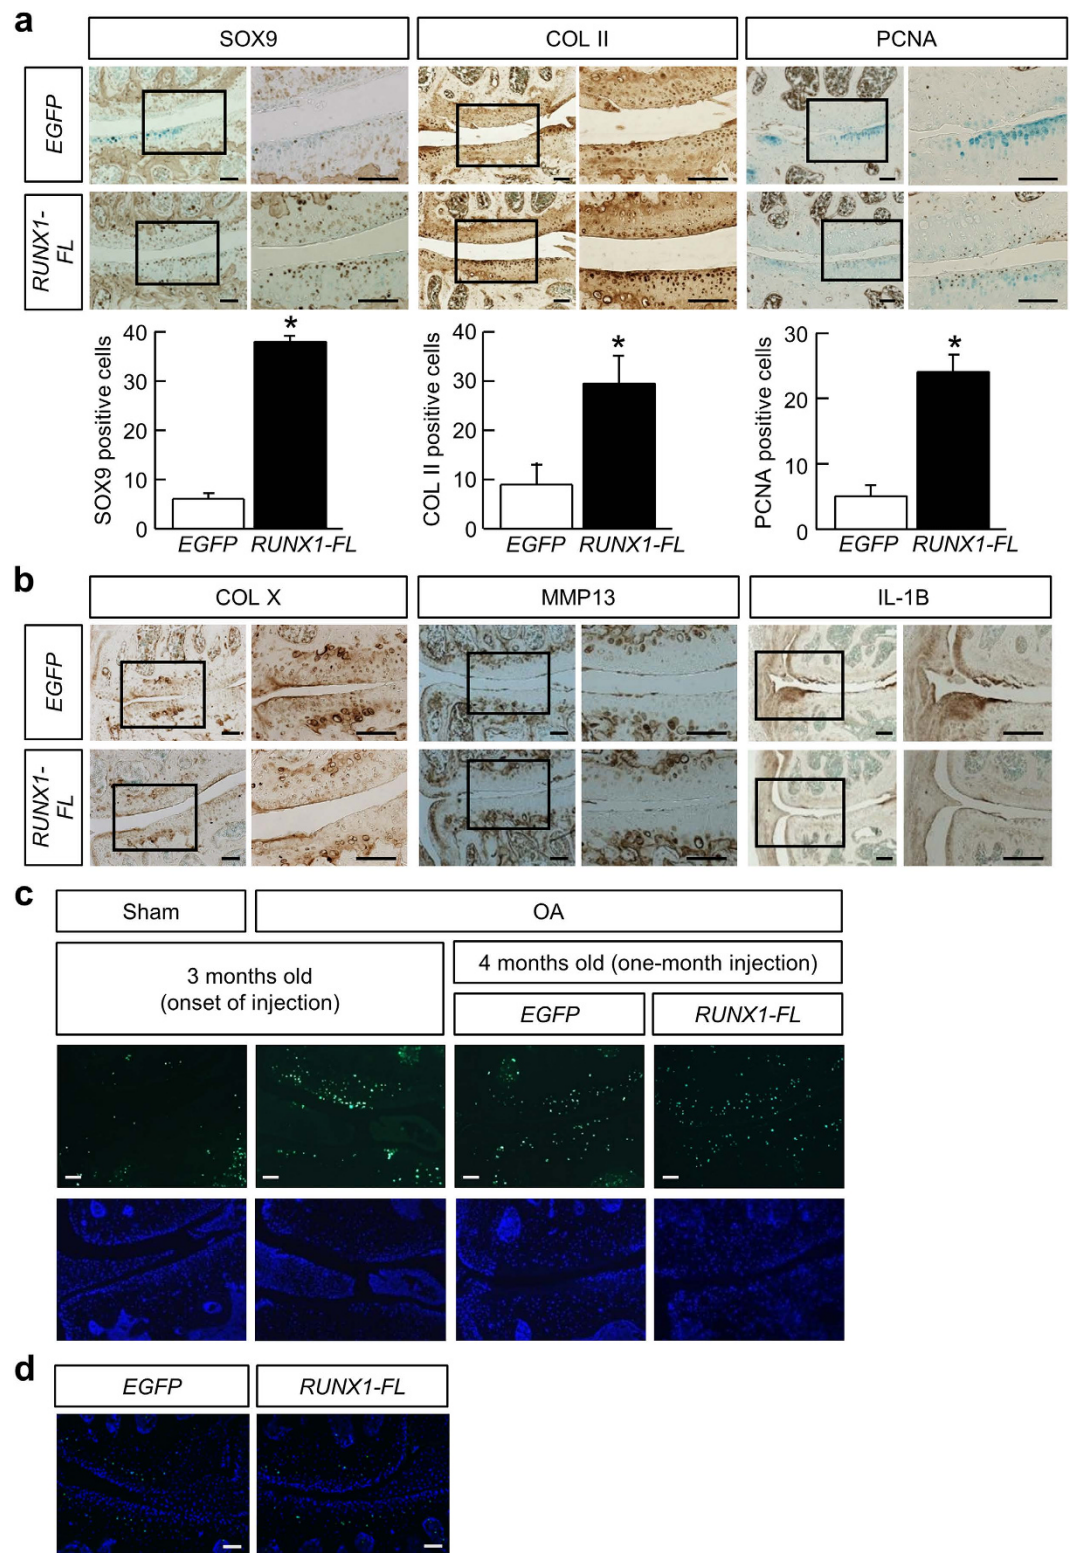 a
SOX9
COL II
PCNA
EGFP
RUNX1-
FL
SOX9 positive cells
40
30
20
10
0
*
EGFP RUNX1-FL
COL II positive cells
40
30
20
10
0
*
EGFP RUNX1-FL
PCNA positive cells
30
20
10
0
*
EGFP RUNX1-FL
b
COL X
MMP13
IL-1B
EGFP
RUNX1-
FL
c
Sham
OA
3 months old
(onset of injection)
4 months old (one-month injection)
EGFP
RUNX1-FL
d
EGFP
RUNX1-FL